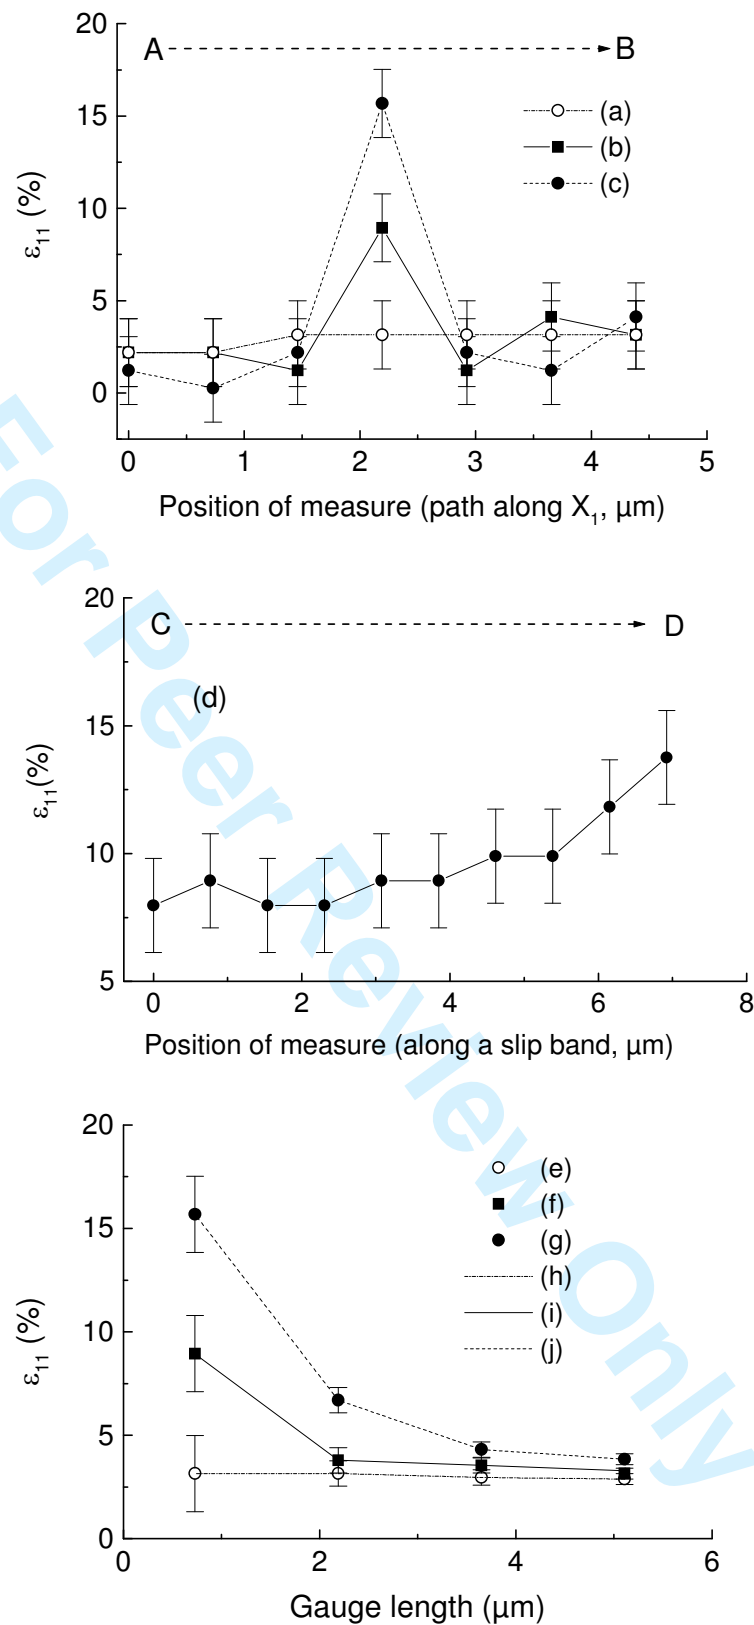 20
A B
(a)
15
(b)
(c)
10
5
0
ε11 (%)
0 1 2 3 4 5
Position of measure (path along X1, μm)
20
C D
(d)
15
10
5
ε11(%)
0 2 4 6 8
Position of measure (along a slip band, μm)
20
(e)
(f)
15
(g)
(h)
(i)
10
(j)
5
0
ε11 (%)
0 2 4 6
Gauge length (μm)
For Peer Review Only